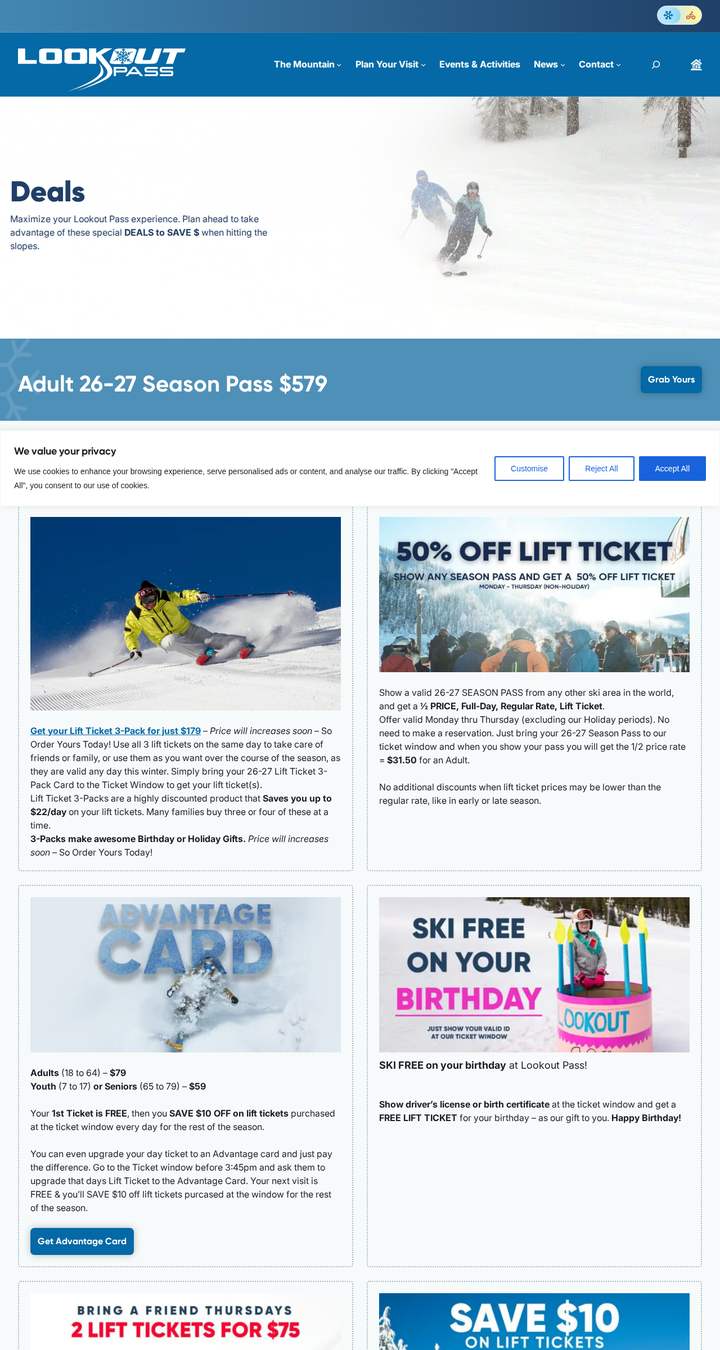 LOOKOUT
PASS
The Mountain
Plan Your Visit
Events & Activities
News
Contact
Deals
Maximize your Lookout Pass experience. Plan ahead to take
advantage of these special DEALS to SAVE $ when hitting the
slopes.
Adult 26-27 Season Pass $579
Grab Yours
We value your privacy
We use cookies to enhance your browsing experience, serve personalised ads or content, and analyse our traffic. By clicking "Accept
All", you consent to our use of cookies.
Customise
Reject All
Accept All
Get your Lift Ticket 3-Pack for just $179 – Price will increases soon – So
Order Yours Today! Use all 3 lift tickets on the same day to take care of
friends or family, or use them as you want over the course of the season, as
they are valid any day this winter. Simply bring your 26-27 Lift Ticket 3-
Pack Card to the Ticket Window to get your lift ticket(s).
Lift Ticket 3-Packs are a highly discounted product that Saves you up to
$22/day on your lift tickets. Many families buy three or four of these at a
time.
3-Packs make awesome Birthday or Holiday Gifts. Price will increases
soon – So Order Yours Today!
50% OFF LIFT TICKET
SHOW ANY SEASON PASS AND GET A 50% OFF LIFT TICKET
MONDAY - THURSDAY (NON-HOLIDAY)
Show a valid 26-27 SEASON PASS from any other ski area in the world,
and get a ½ PRICE, Full-Day, Regular Rate, Lift Ticket.
Offer valid Monday thru Thursday (excluding our Holiday periods). No
need to make a reservation. Just bring your 26-27 Season Pass to our
ticket window and when you show your pass you will get the 1/2 price rate
= $31.50 for an Adult.
No additional discounts when lift ticket prices may be lower than the
regular rate, like in early or late season.
ADVANTAGE
CARD
Adults (18 to 64) – $79
Youth (7 to 17) or Seniors (65 to 79) – $59
Your 1st Ticket is FREE, then you SAVE $10 OFF on lift tickets purchased
at the ticket window every day for the rest of the season.
You can even upgrade your day ticket to an Advantage card and just pay
the difference. Go to the Ticket window before 3:45pm and ask them to
upgrade that days Lift Ticket to the Advantage Card. Your next visit is
FREE & you'll SAVE $10 off lift tickets purcased at the window for the rest
of the season.
Get Advantage Card
SKI FREE
ON YOUR
BIRTHDAY
JUST SHOW YOUR VALID ID
AT OUR TICKET WINDOW
LOOKOUT
SKI FREE on your birthday at Lookout Pass!
Show driver's license or birth certificate at the ticket window and get a
FREE LIFT TICKET for your birthday – as our gift to you. Happy Birthday!
BRING A FRIEND THURSDAYS
2 LIFT TICKETS FOR $75
SAVE $10
ON LIFT TICKETS